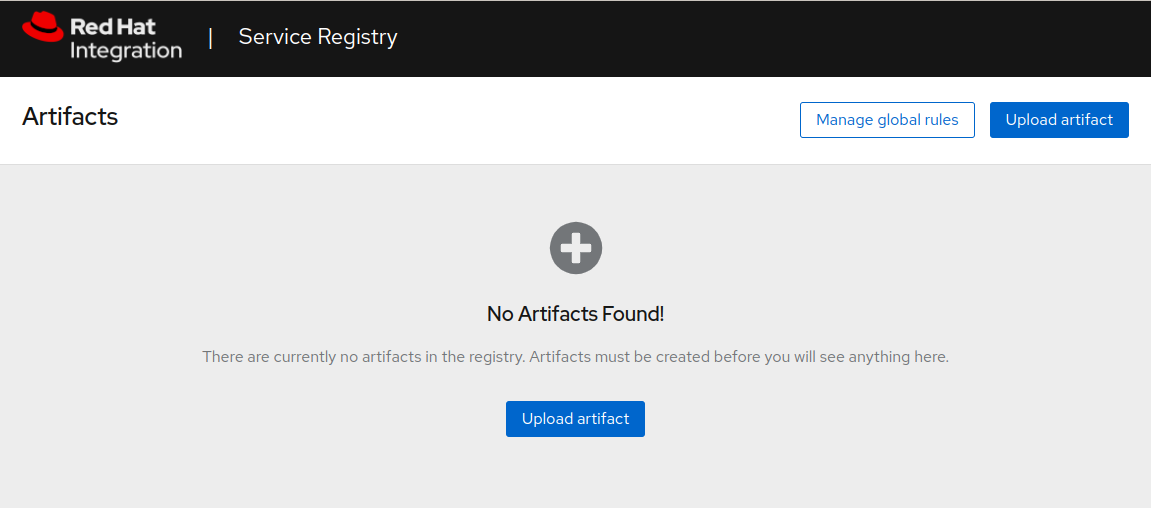 Red Hat
Integration
|
Service Registry
Artifacts
Manage global rules
Upload artifact
No Artifacts Found!
There are currently no artifacts in the registry. Artifacts must be created before you will see anything here.
Upload artifact